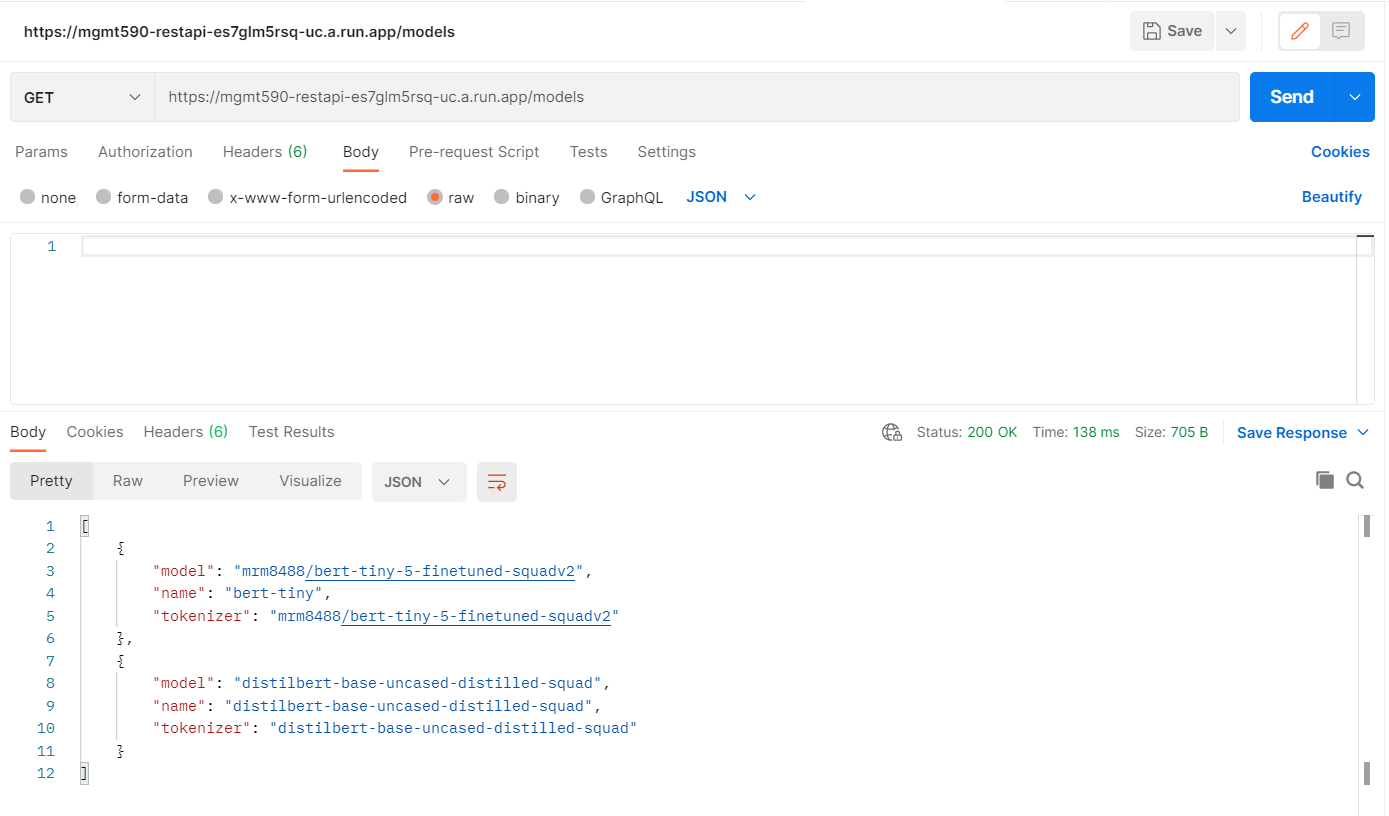 https://mgmt590-restapi-es7glm5rsq-uc.a.run.app/models Save
GET https://mgmt590-restapi-es7glm5rsq-uc.a.run.app/models Send
Params Authorization Headers (6) Body Pre-request Script Tests Settings Cookies
none form-data x-www-form-urlencoded raw binary GraphQL JSON Beautify
1
Body Cookies Headers (6) Test Results Status: 200 OK Time: 138 ms Size: 705 B Save Response
Pretty Raw Preview Visualize JSON
1 [
2 {
3 "model": "mrm8488/bert-tiny-5-finetuned-squadv2",
4 "name": "bert-tiny",
5 "tokenizer": "mrm8488/bert-tiny-5-finetuned-squadv2"
6 },
7 {
8 "model": "distilbert-base-uncased-distilled-squad",
9 "name": "distilbert-base-uncased-distilled-squad",
10 "tokenizer": "distilbert-base-uncased-distilled-squad"
11 }
12 ]